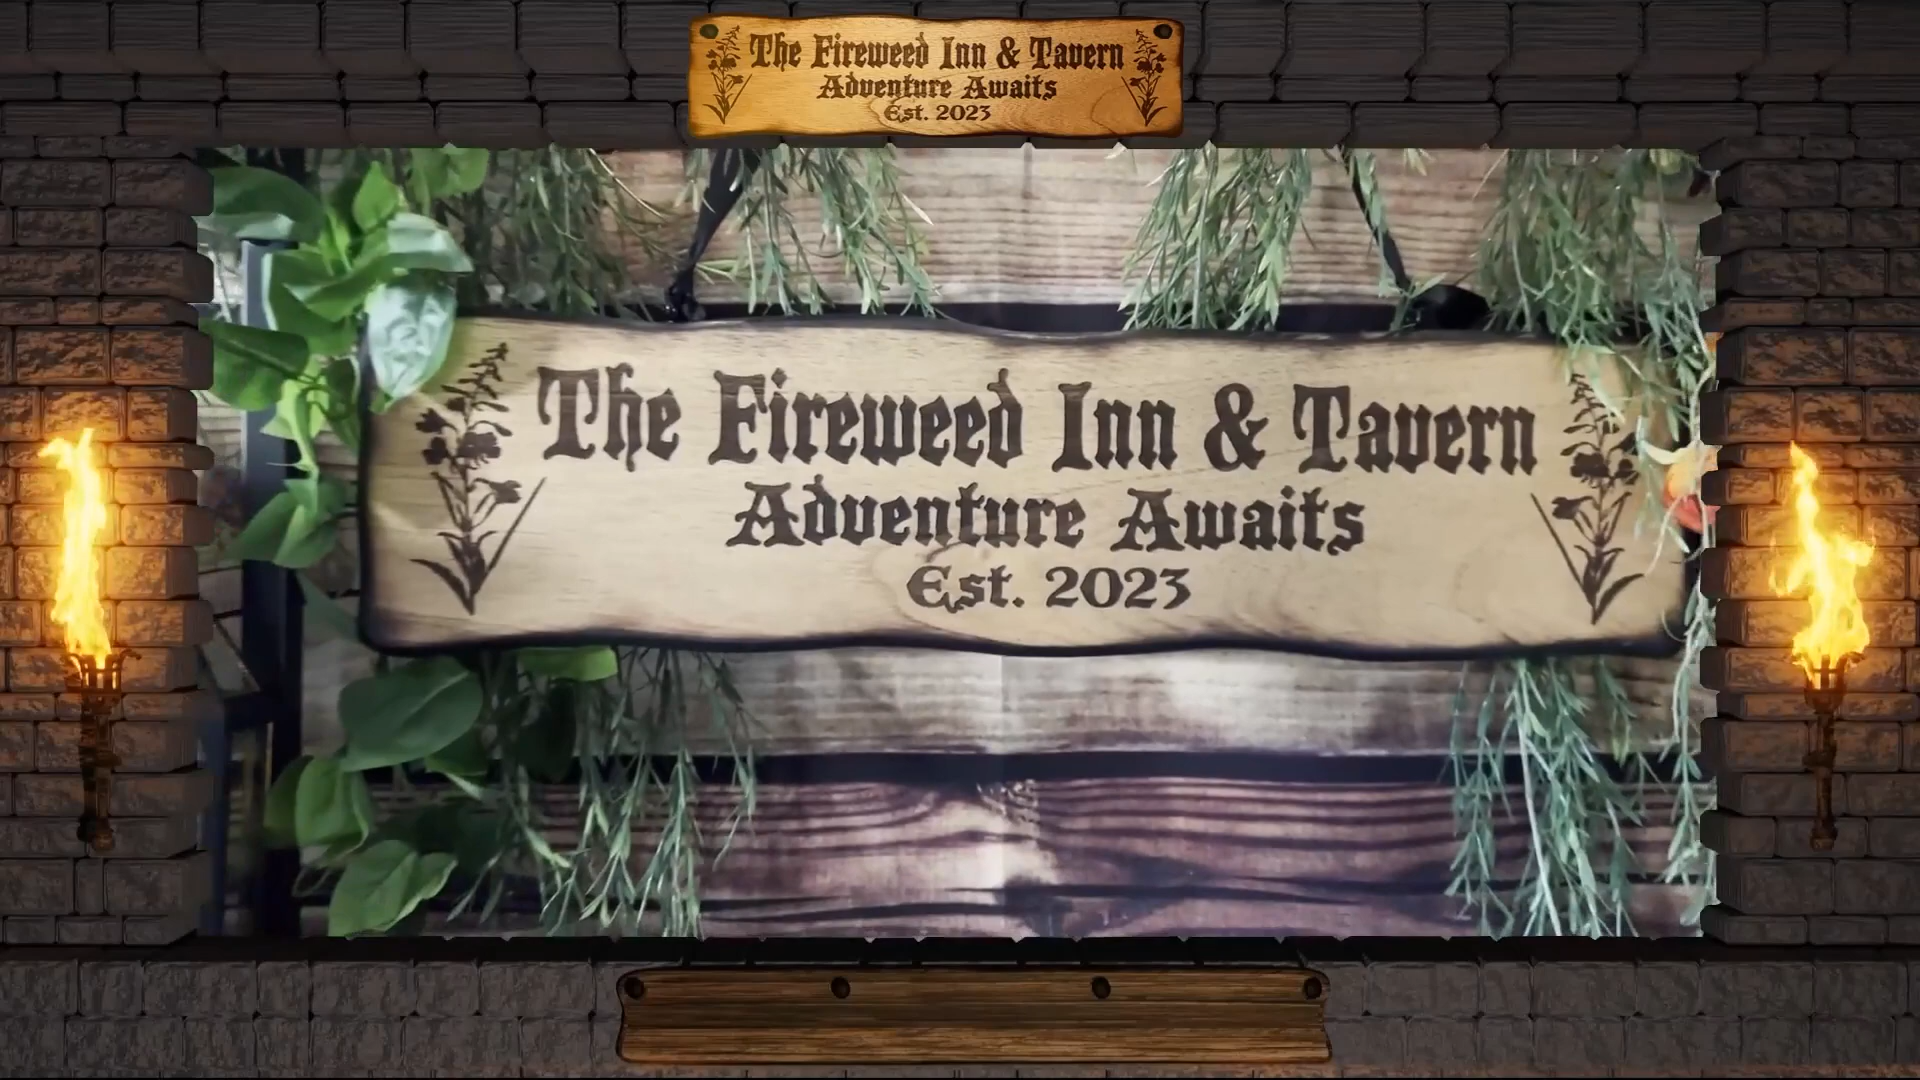 The Fireweed Inn & Tavern
Adventure Awaits
Est. 2023
The Fireweed Inn & Tavern
Adventure Awaits
Est. 2023